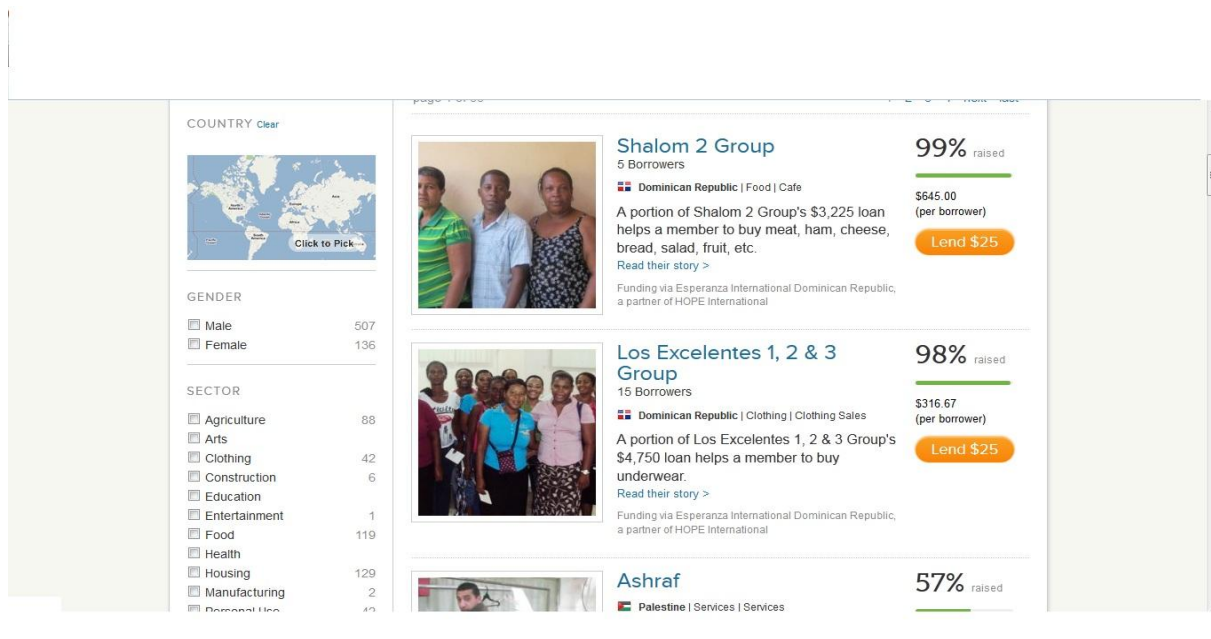 COUNTRY Clear
Click to Pick
GENDER
Male 507
Female 136
SECTOR
Agriculture 88
Arts
Clothing 42
Construction 6
Education
Entertainment 1
Food 119
Health
Housing 129
Manufacturing 2
Personal Use 42
Shalom 2 Group
5 Borrowers
Dominican Republic | Food | Cafe
A portion of Shalom 2 Group's $3,225 loan
helps a member to buy meat, ham, cheese,
bread, salad, fruit, etc.
Read their story >
Funding via Esperanza International Dominican Republic,
a partner of HOPE International
99% raised
$645.00
(per borrower)
Lend $25
Los Excelentes 1, 2 & 3
Group
15 Borrowers
Dominican Republic | Clothing | Clothing Sales
A portion of Los Excelentes 1, 2 & 3 Group's
$4,750 loan helps a member to buy
underwear.
Read their story >
Funding via Esperanza International Dominican Republic,
a partner of HOPE International
98% raised
$316.67
(per borrower)
Lend $25
Ashraf
Palestine | Services | Services
57% raised